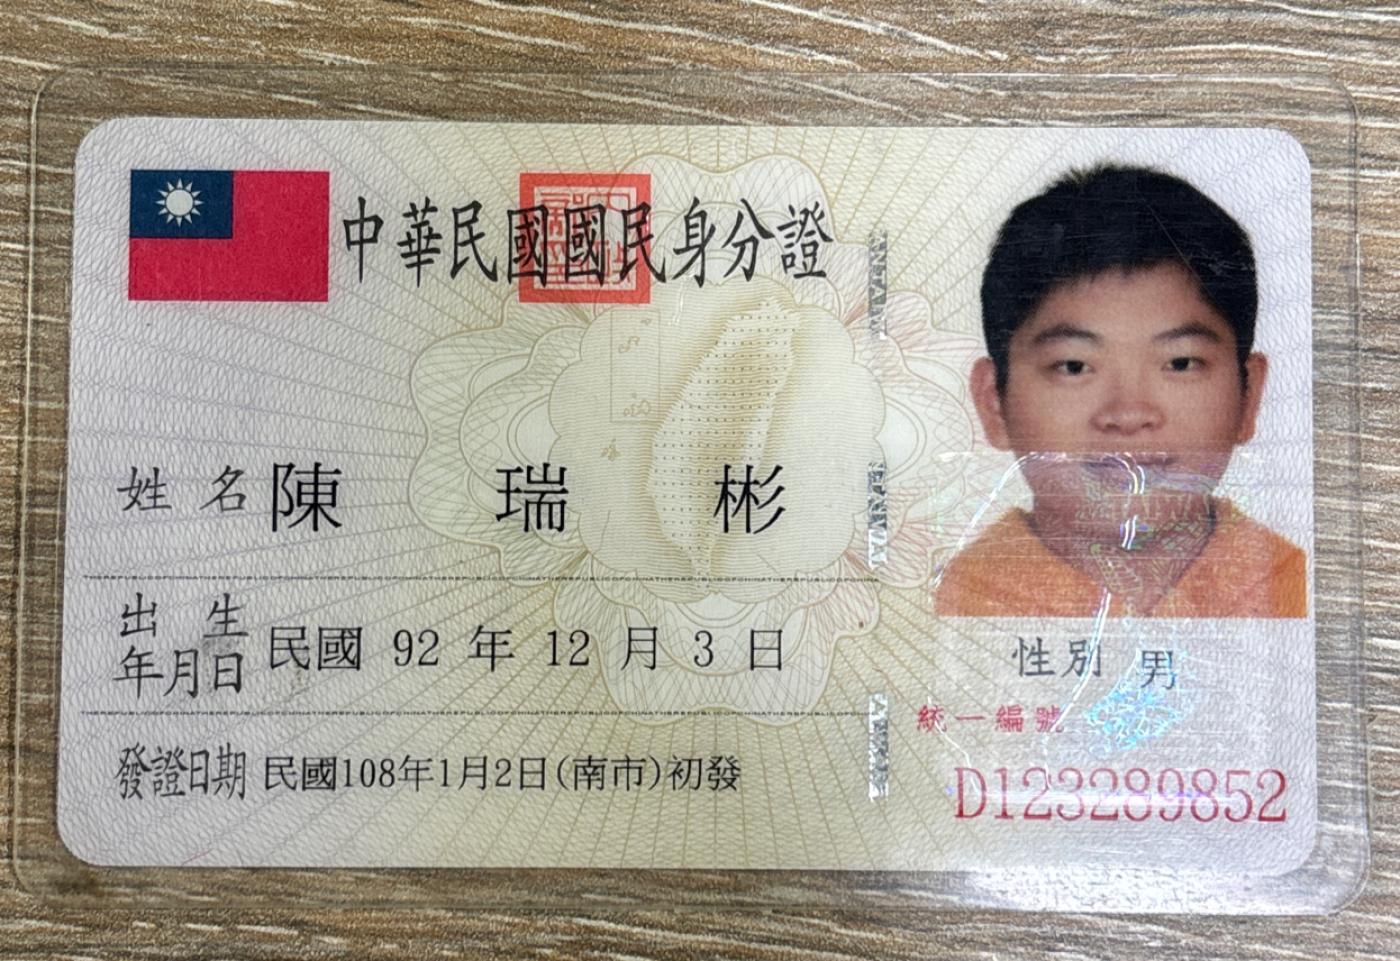 中華民國國民身分證
姓名 陳瑞彬
出生年月日 民國 92 年 12 月 3 日
發證日期 民國108年1月2日(南市)初發
性別 男
統一編號
D123289852